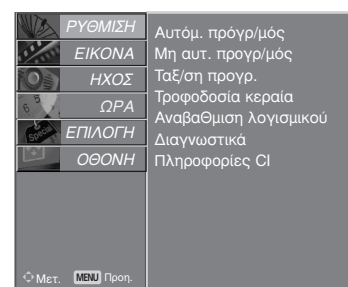 ΡΥΘΜΙΣΗ
ΕΙΚΟΝΑ
ΗΧΟΣ
ΩΡΑ
Special
ΕΠΙΛΟΓΗ
ΟΘΟΝΗ
Αυτόμ. πρόγρ/μός
Μη αυτ. προγρ/μός
Ταξ/ση προγρ.
Τροφοδοσία κεραία
ΑναβαΘμιση λογισμικού
Διαγνωστικά
Πληροφορίες CI
Μετ. MENU Προη.